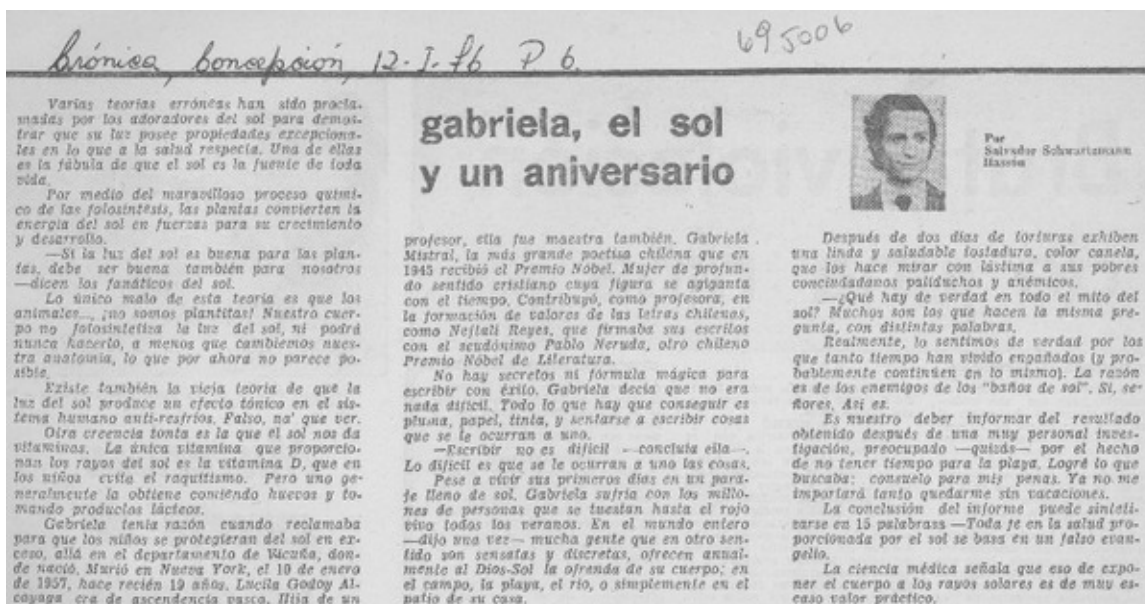 Crónica, Concepción, 12-I-76 P 6.
695006
gabriela, el sol
y un aniversario
Por
Salvador Schwartzmann
Hassón
Varias teorías erróneas han sido procla-
madas por los adoradores del sol para demos-
trar que su luz posee propiedades excepciona-
les en lo que a la salud respecta. Una de ellas
es la fábula de que el sol es la fuente de toda
vida.
Por medio del maravilloso proceso quími-
co de las fotosíntesis, las plantas convierten la
energía del sol en fuerzas para su crecimiento
y desarrollo.
—Si la luz del sol es buena para las plan-
tas, debe ser buena también para nosotros
—dicen los fanáticos del sol.
Lo único malo de esta teoría es que los
animales..., ¡no somos plantitas! Nuestro cuer-
po no fotosintetiza la luz del sol, ni podrá
nunca hacerlo, a menos que cambiemos nues-
tra anatomía, lo que por ahora no parece po-
sible.
Existe también la vieja teoría de que la
luz del sol produce un efecto tónico en el sis-
tema humano anti-resfríos. Falso, na' que ver.
Otra creencia tonta es la que el sol nos da
vitaminas. La única vitamina que proporcio-
nan los rayos del sol es la vitamina D, que en
los niños evita el raquitismo. Pero uno ge-
neralmente la obtiene comiendo huevos y to-
mando productos lácteos.
Gabriela tenía razón cuando reclamaba
para que los niños se protegieran del sol en ex-
ceso, allá en el departamento de Vicuña, don-
de nació. Murió en Nueva York, el 10 de enero
de 1957, hace recién 19 años. Lucila Godoy Al-
cayaga era de ascendencia vasca. Hija de un
profesor, ella fue maestra también. Gabriela
Mistral, la más grande poetisa chilena que en
1945 recibió el Premio Nóbel. Mujer de profun-
do sentido cristiano cuya figura se agiganta
con el tiempo. Contribuyó, como profesora, en
la formación de valores de las letras chilenas,
como Neftalí Reyes, que firmaba sus escritos
con el seudónimo Pablo Neruda, otro chileno
Premio Nóbel de Literatura.
No hay secretos ni fórmula mágica para
escribir con éxito. Gabriela decía que no era
nada difícil. Todo lo que hay que conseguir es
pluma, papel, tinta, y sentarse a escribir cosas
que se le ocurran a uno.
—Escribir no es difícil —concluía ella—.
Lo difícil es que se le ocurran a uno las cosas.
Pese a vivir sus primeros días en un para-
je lleno de sol, Gabriela sufría con los millo-
nes de personas que se tuestan hasta el rojo
vivo todos los veranos. En el mundo entero
—dijo una vez— mucha gente que en otro sen-
tido son sensatas y discretas, ofrecen anual-
mente al Dios-Sol la ofrenda de su cuerpo; en
el campo, la playa, el río, o simplemente en el
patio de su casa.
Después de dos días de torturas exhiben
una linda y saludable tostadura, color canela,
que los hace mirar con lástima a sus pobres
conciudadanos paliduchos y anémicos.
—¿Qué hay de verdad en todo el mito del
sol? Muchos son los que hacen la misma pre-
gunta, con distintas palabras.
Realmente, lo sentimos de verdad por los
que tanto tiempo han vivido engañados (y pro-
bablemente continúen en lo mismo). La razón
es de los enemigos de los "baños de sol". Sí, se-
ñores. Así es.
Es nuestro deber informar del resultado
obtenido después de una muy personal inves-
tigación, preocupado —quizás— por el hecho
de no tener tiempo para la playa. Logré lo que
buscaba: consuelo para mis penas. Ya no me
importará tanto quedarme sin vacaciones.
La conclusión del informe puede sinteti-
zarse en 15 palabrass —Toda fe en la salud pro-
porcionada por el sol se basa en un falso evan-
gelio.
La ciencia médica señala que eso de expo-
ner el cuerpo a los rayos solares es de muy es-
caso valor práctico.